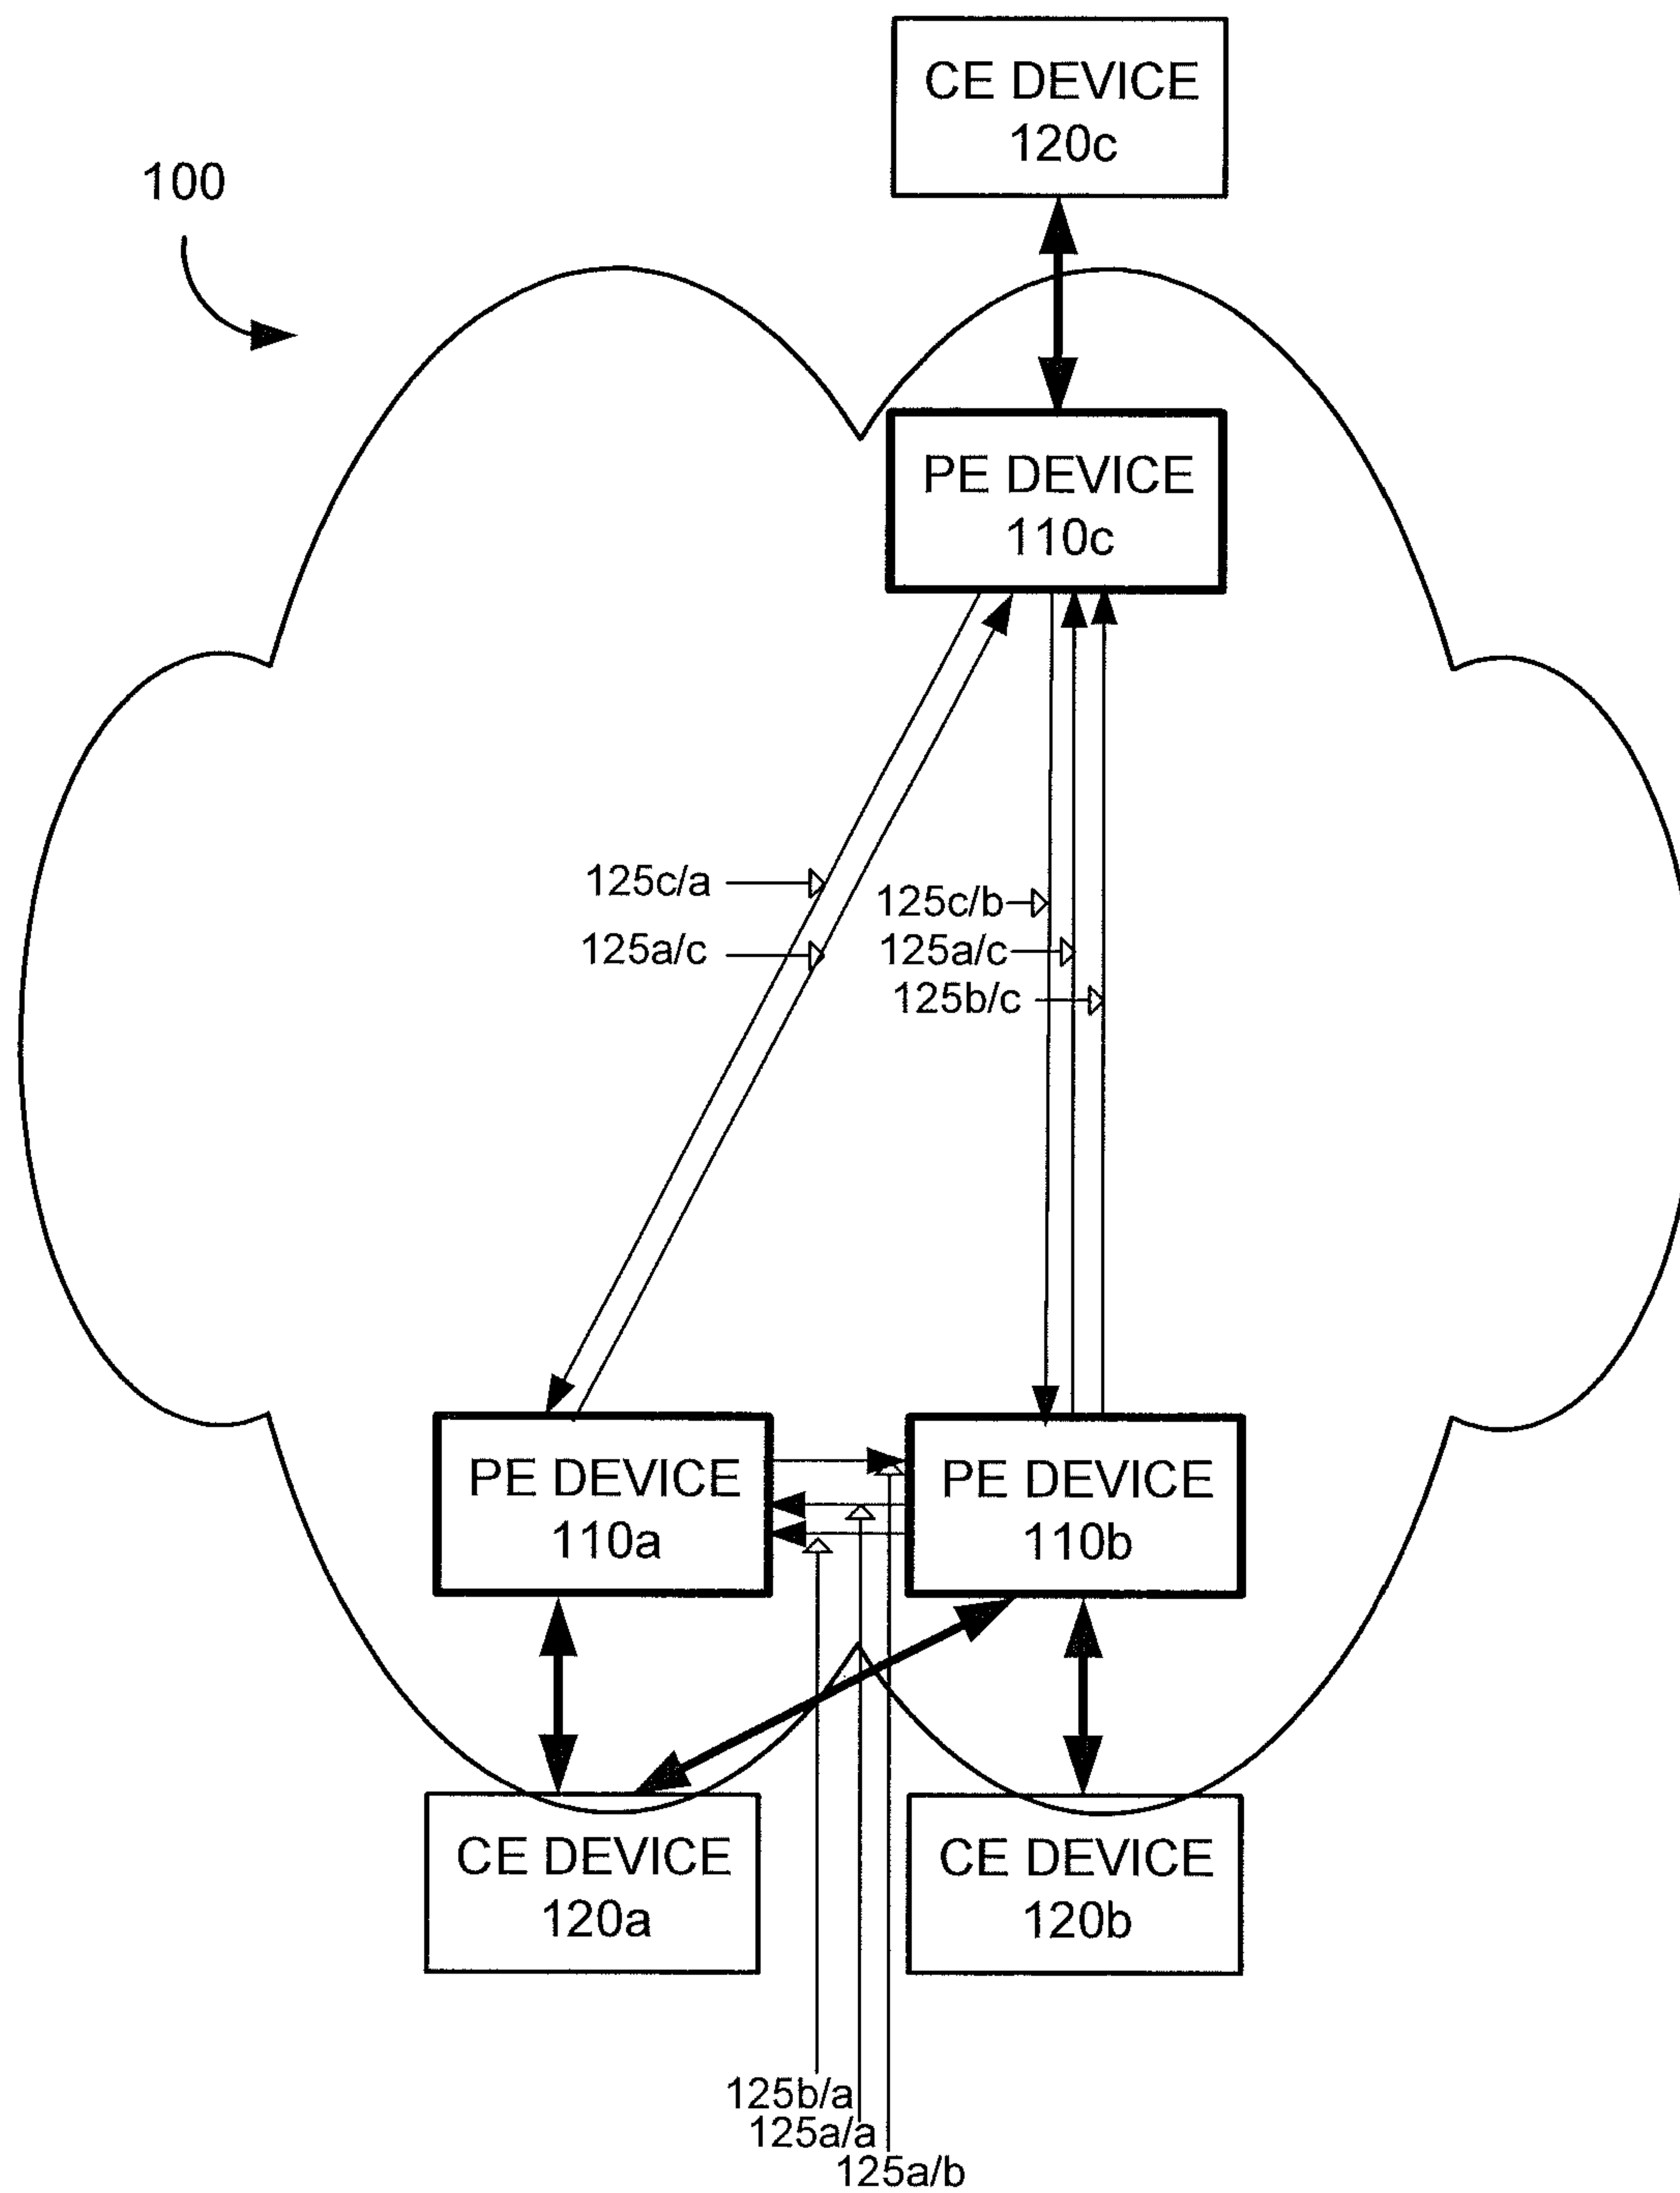 CE DEVICE
120c
100
PE DEVICE
110c
125c/a
125c/b
125a/c
125a/c
125b/c
PE DEVICE
110a
PE DEVICE
110b
CE DEVICE
120a
CE DEVICE
120b
125b/a
125a/a
125a/b